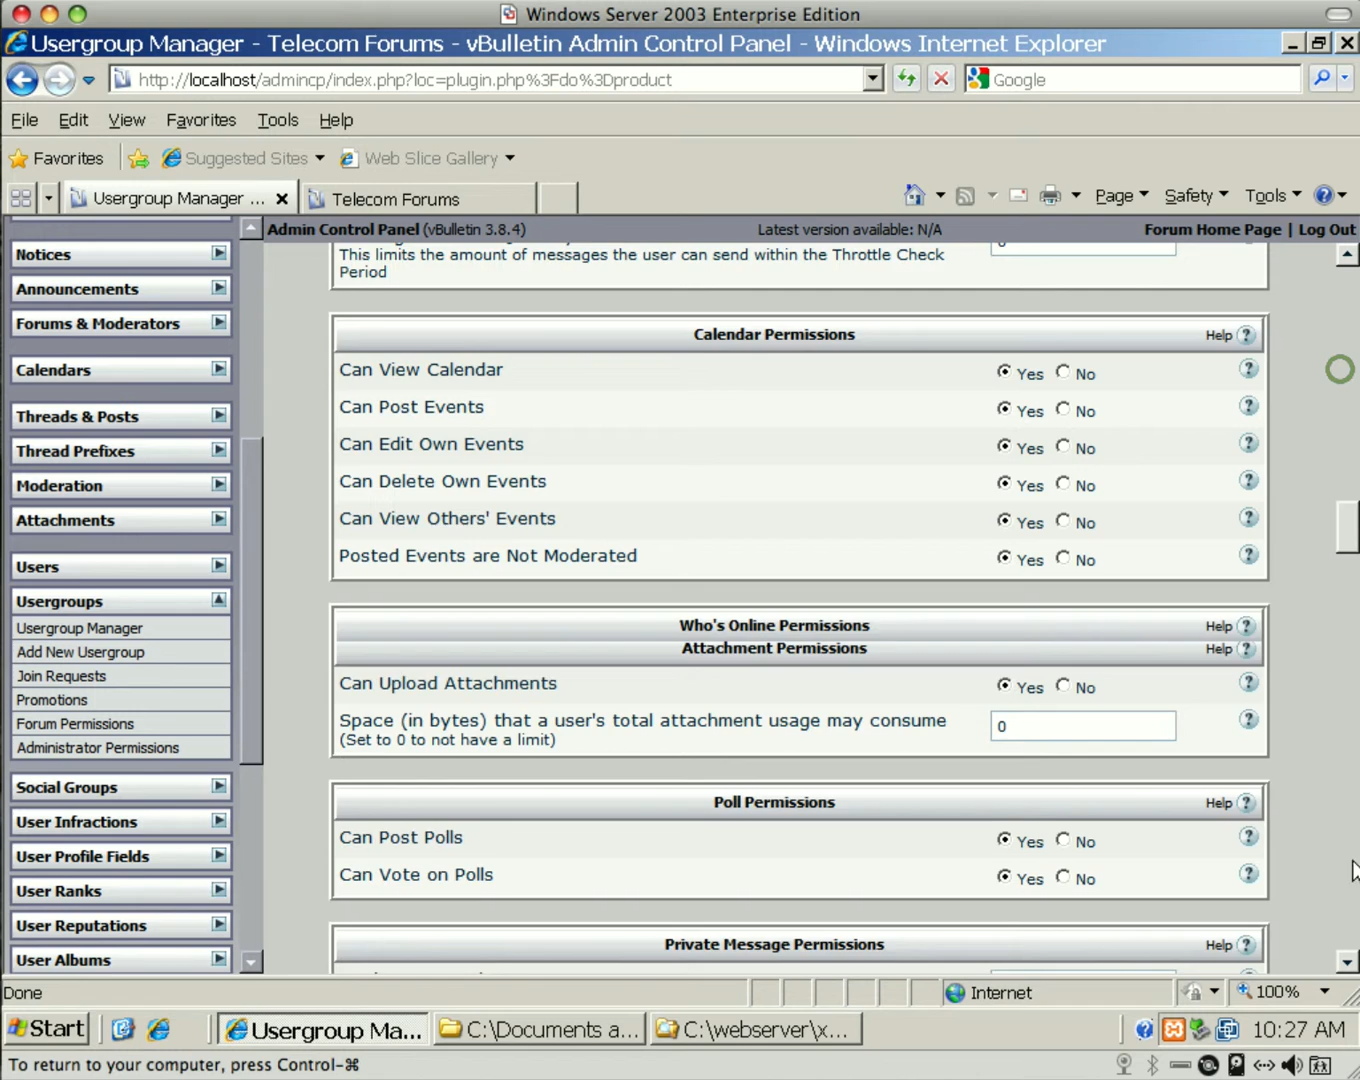 Windows Server 2003 Enterprise Edition
Usergroup Manager - Telecom Forums - vBulletin Admin Control Panel - Windows Internet Explorer
http://localhost/admincp/index.php?loc=plugin.php%3Fdo%3Dproduct
Google
File Edit View Favorites Tools Help
Favorites Suggested Sites Web Slice Gallery
Usergroup Manager ... Telecom Forums Page Safety Tools
Admin Control Panel (vBulletin 3.8.4) Latest version available: N/A Forum Home Page | Log Out
Notices
Announcements
Forums & Moderators
Calendars
Threads & Posts
Thread Prefixes
Moderation
Attachments
Users
Usergroups
Usergroup Manager
Add New Usergroup
Join Requests
Promotions
Forum Permissions
Administrator Permissions
Social Groups
User Infractions
User Profile Fields
User Ranks
User Reputations
User Albums
This limits the amount of messages the user can send within the Throttle Check
Period
Calendar Permissions Help ?
Can View Calendar Yes No ?
Can Post Events Yes No ?
Can Edit Own Events Yes No ?
Can Delete Own Events Yes No ?
Can View Others' Events Yes No ?
Posted Events are Not Moderated Yes No ?
Who's Online Permissions Help ?
Attachment Permissions Help ?
Can Upload Attachments Yes No ?
Space (in bytes) that a user's total attachment usage may consume 0 ?
(Set to 0 to not have a limit)
Poll Permissions Help ?
Can Post Polls Yes No ?
Can Vote on Polls Yes No ?
Private Message Permissions Help ?
Done Internet 100%
Start Usergroup Ma... C:\Documents a... C:\webserver\x... 10:27 AM
To return to your computer, press Control-⌘